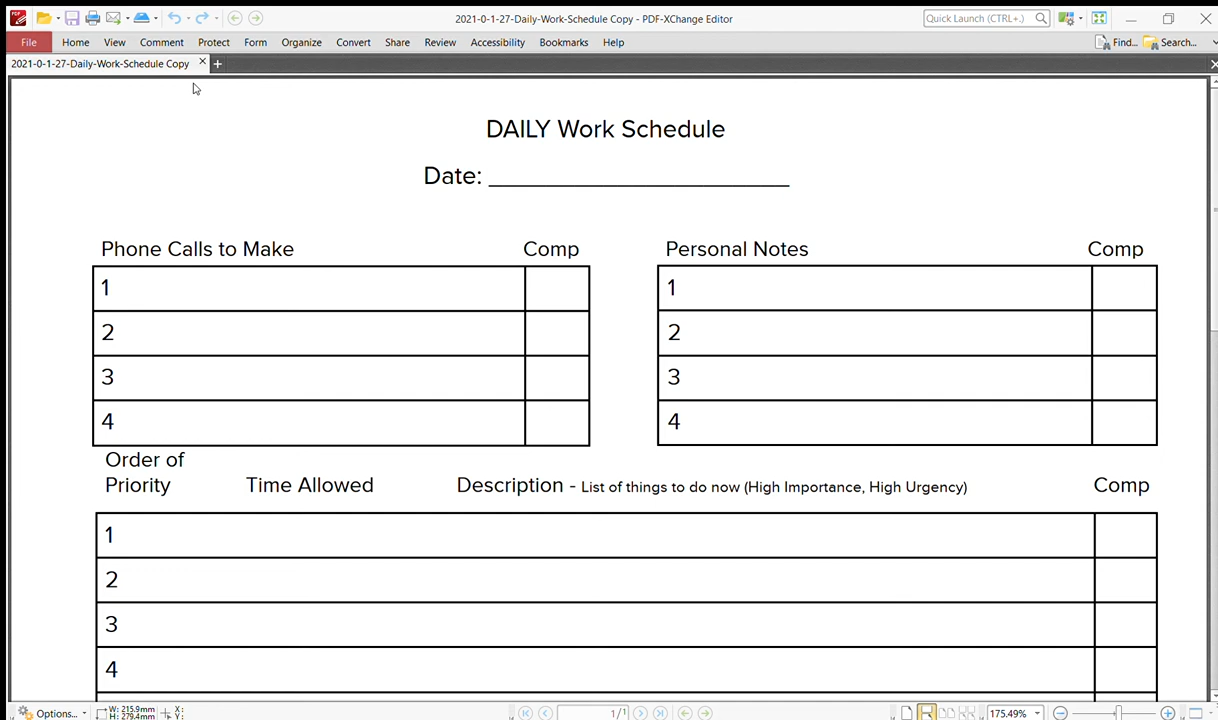 2021-0-1-27-Daily-Work-Schedule Copy - PDF-XChange Editor
Quick Launch (CTRL+.)
File Home View Comment Protect Form Organize Convert Share Review Accessibility Bookmarks Help
Find... Search...
2021-0-1-27-Daily-Work-Schedule Copy
DAILY Work Schedule
Date: ______________________
Phone Calls to Make Comp
1
2
3
4
Personal Notes Comp
1
2
3
4
Order of
Priority Time Allowed Description - List of things to do now (High Importance, High Urgency) Comp
1
2
3
4
Options... W: 215.9mm X:
H: 279.4mm Y:
1/1
175.49%